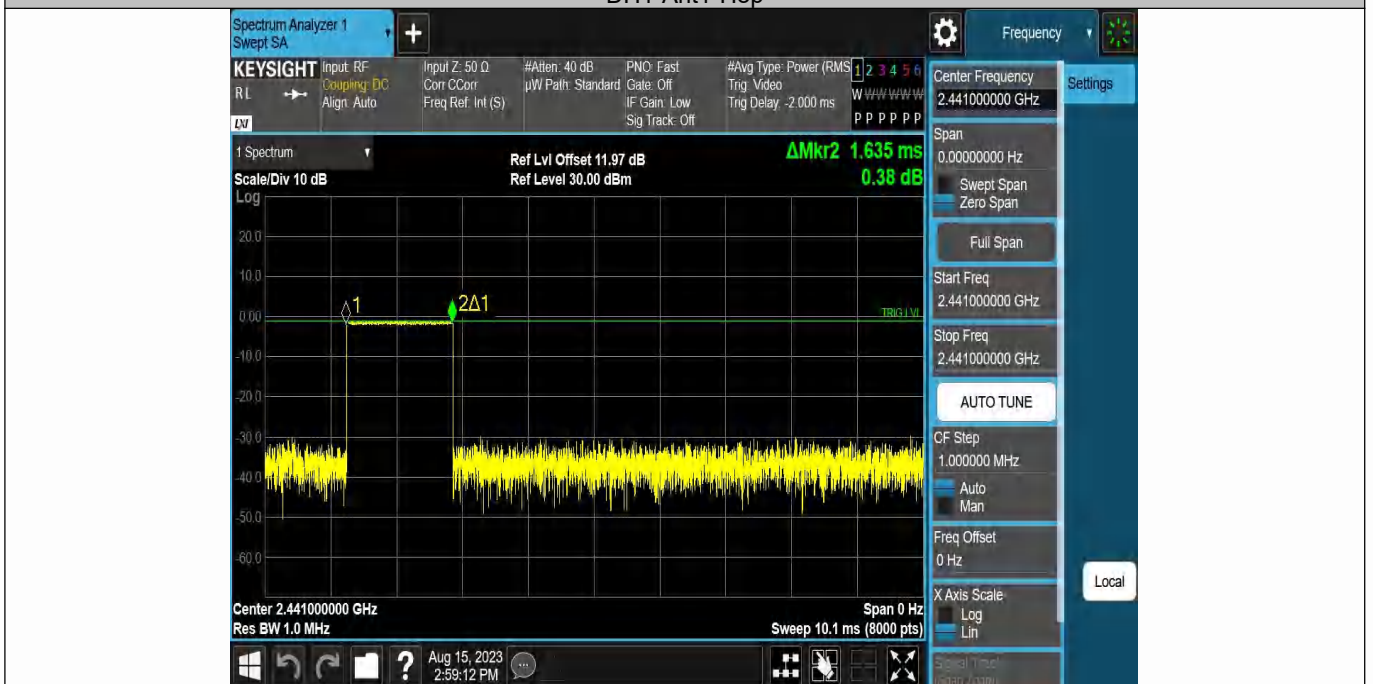 Spectrum Analyzer 1
Swept SA
Frequency
KEYSIGHT
RL
LXI
Input: RF
Coupling: DC
Align: Auto
Input Z: 50 Ω
Corr CCorr
Freq Ref: Int (S)
#Atten: 40 dB
µW Path: Standard
PNO: Fast
Gate: Off
IF Gain: Low
Sig Track: Off
#Avg Type: Power (RMS
Trig: Video
Trig Delay: -2.000 ms
1 2 3 4 5 6
W W W W W W
P P P P P P
1 Spectrum
Scale/Div 10 dB
Log
Ref Lvl Offset 11.97 dB
Ref Level 30.00 dBm
ΔMkr2 1.635 ms
0.38 dB
20.0
10.0
0.00
-10.0
-20.0
-30.0
-40.0
-50.0
-60.0
1
2Δ1
TRIG LVL
Center 2.441000000 GHz
Res BW 1.0 MHz
Span 0 Hz
Sweep 10.1 ms (8000 pts)
Center Frequency
2.441000000 GHz
Settings
Span
0.00000000 Hz
Swept Span
Zero Span
Full Span
Start Freq
2.441000000 GHz
Stop Freq
2.441000000 GHz
AUTO TUNE
CF Step
1.000000 MHz
Auto
Man
Freq Offset
0 Hz
X Axis Scale
Log
Lin
Local
Signal Track
(Span Zoom)
?
Aug 15, 2023
2:59:12 PM